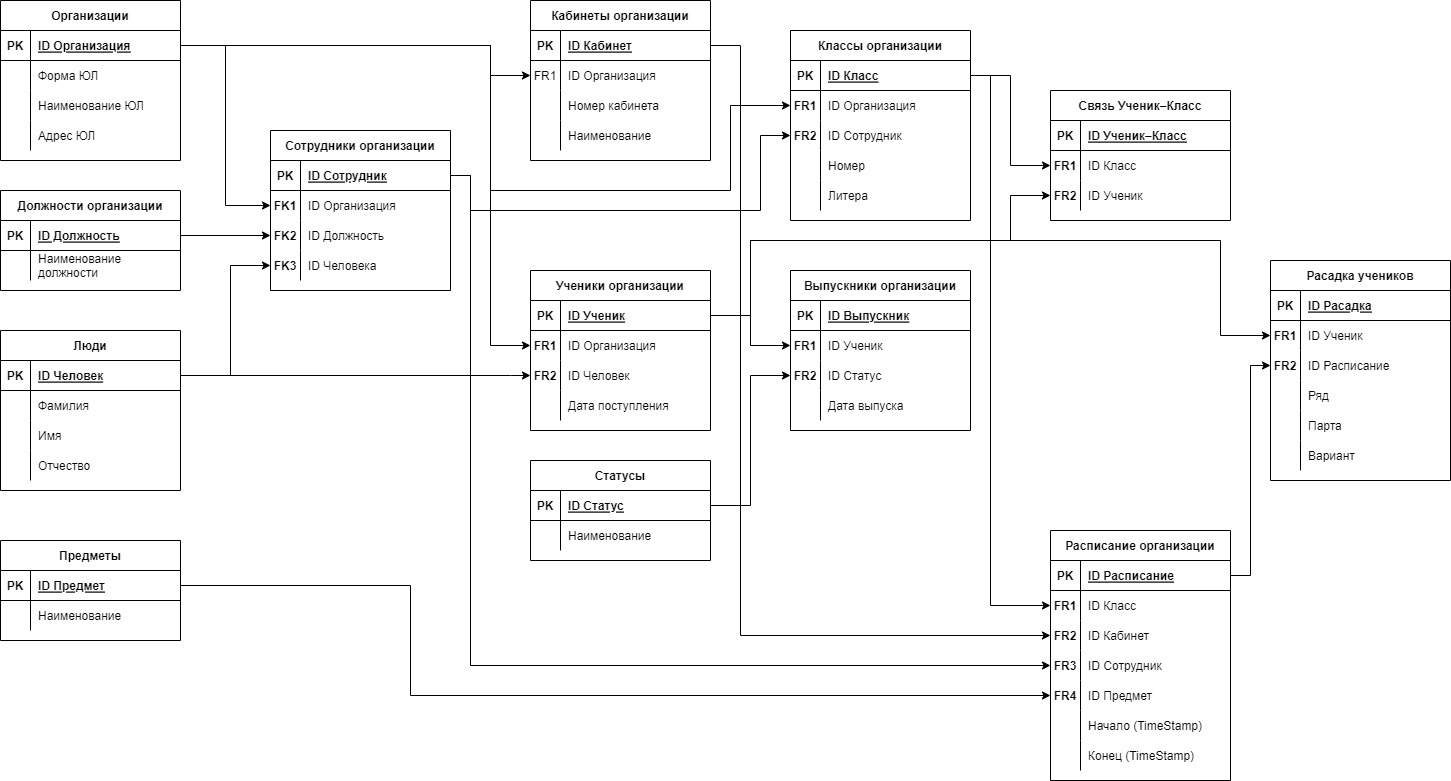 Организации
PK ID Организация
Форма ЮЛ
Наименование ЮЛ
Адрес ЮЛ
Должности организации
PK ID Должность
Наименование
должности
Люди
PK ID Человек
Фамилия
Имя
Отчество
Предметы
PK ID Предмет
Наименование
Сотрудники организации
PK ID Сотрудник
FK1 ID Организация
FK2 ID Должность
FK3 ID Человека
Кабинеты организации
PK ID Кабинет
FR1 ID Организация
Номер кабинета
Наименование
Ученики организации
PK ID Ученик
FR1 ID Организация
FR2 ID Человек
Дата поступления
Статусы
PK ID Статус
Наименование
Классы организации
PK ID Класс
FR1 ID Организация
FR2 ID Сотрудник
Номер
Литера
Выпускники организации
PK ID Выпускник
FR1 ID Ученик
FR2 ID Статус
Дата выпуска
Связь Ученик–Класс
PK ID Ученик–Класс
FR1 ID Класс
FR2 ID Ученик
Расписание организации
PK ID Расписание
FR1 ID Класс
FR2 ID Кабинет
FR3 ID Сотрудник
FR4 ID Предмет
Начало (TimeStamp)
Конец (TimeStamp)
Расадка учеников
PK ID Расадка
FR1 ID Ученик
FR2 ID Расписание
Ряд
Парта
Вариант